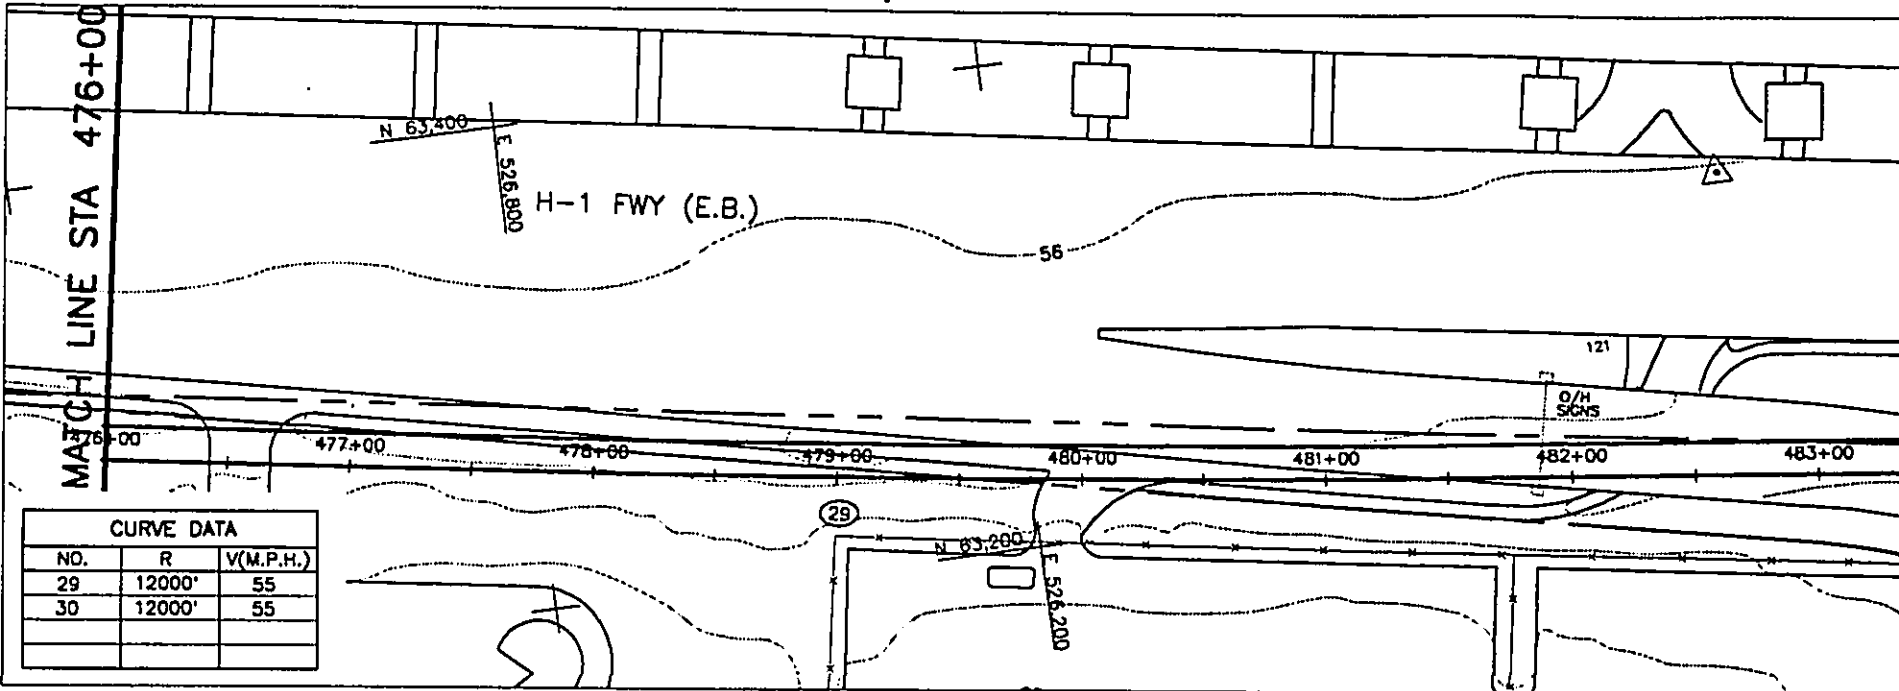 MATCH LINE STA 476+00
N 63,400
E 526,800
H-1 FWY (E.B.)
56
121
O/H
SIGNS
476+00
477+00
478+00
479+00
480+00
481+00
482+00
483+00
29
N 63,200
E 526,200
CURVE DATA
NO. R V(M.P.H.)
29 12000' 55
30 12000' 55